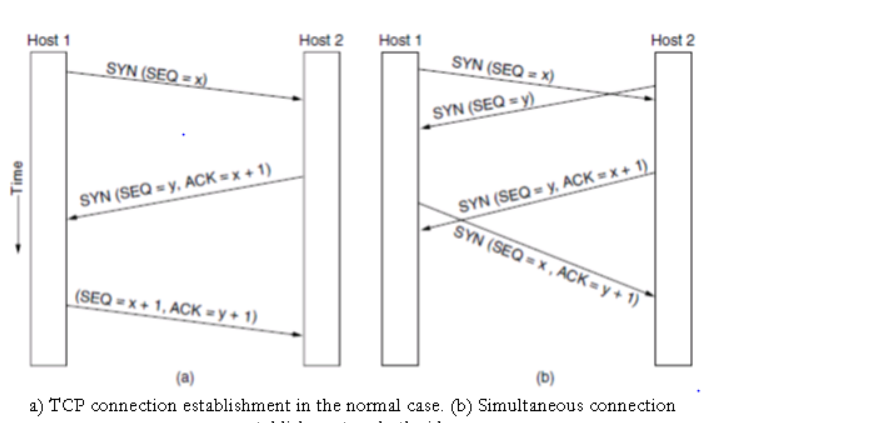 Host 1
Host 2
SYN (SEQ = x)
SYN (SEQ = y, ACK = x + 1)
(SEQ = x + 1, ACK = y + 1)
Time
(a)
Host 1
Host 2
SYN (SEQ = x)
SYN (SEQ = y)
SYN (SEQ = y, ACK = x + 1)
SYN (SEQ = x , ACK = y + 1)
(b)
a) TCP connection establishment in the normal case. (b) Simultaneous connection